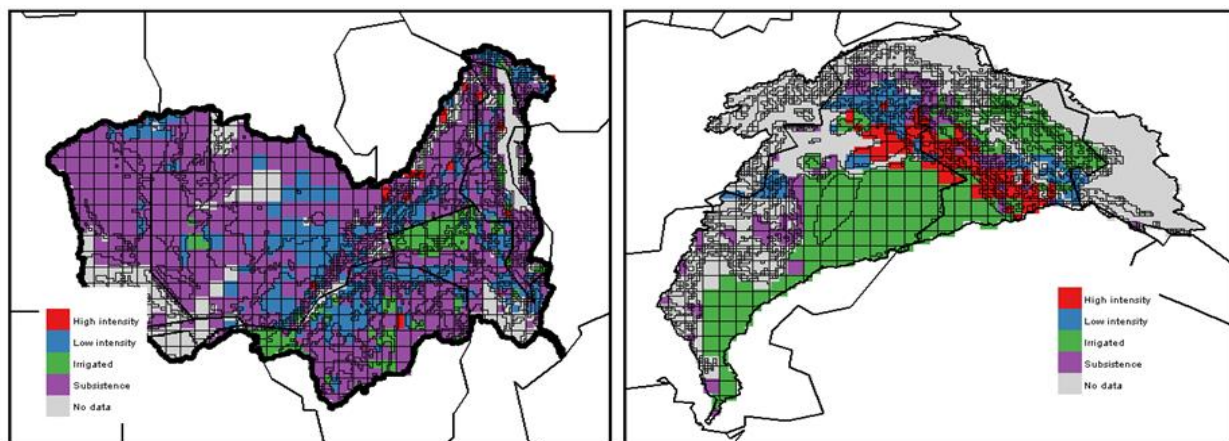 High intensity
Low intensity
Irrigated
Subsistence
No data
High intensity
Low intensity
Irrigated
Subsistence
No data